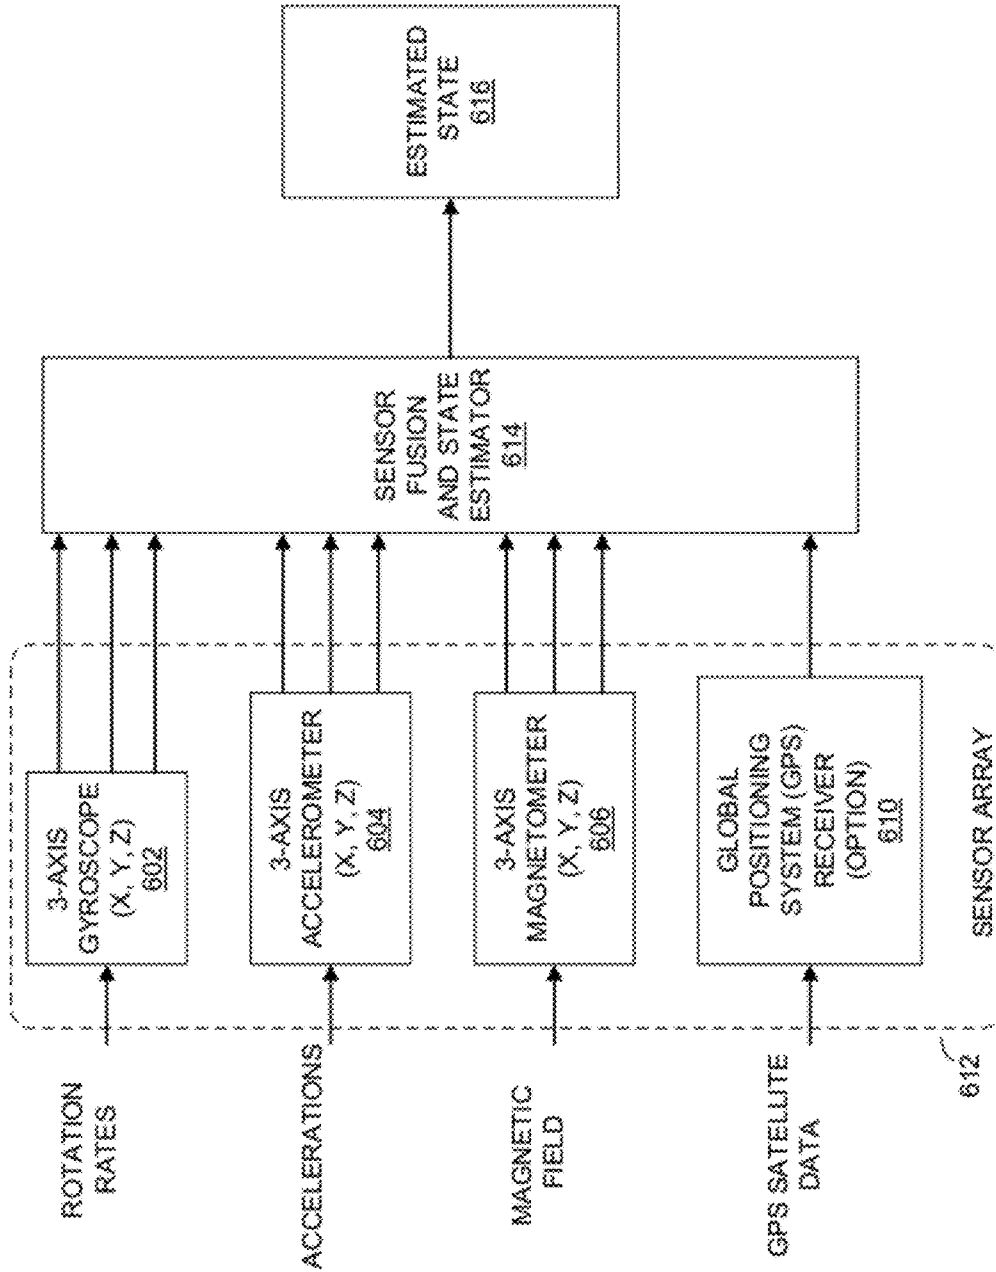 ROTATION
RATES
3-AXIS
GYROSCOPE
(X, Y, Z)
602
ACCELERATIONS
3-AXIS
ACCELEROMETER
(X, Y, Z)
604
MAGNETIC
FIELD
3-AXIS
MAGNETOMETER
(X, Y, Z)
606
GPS SATELLITE
DATA
GLOBAL
POSITIONING
SYSTEM (GPS)
RECEIVER
(OPTION)
610
612
SENSOR ARRAY
SENSOR
FUSION
AND STATE
ESTIMATOR
614
ESTIMATED
STATE
616